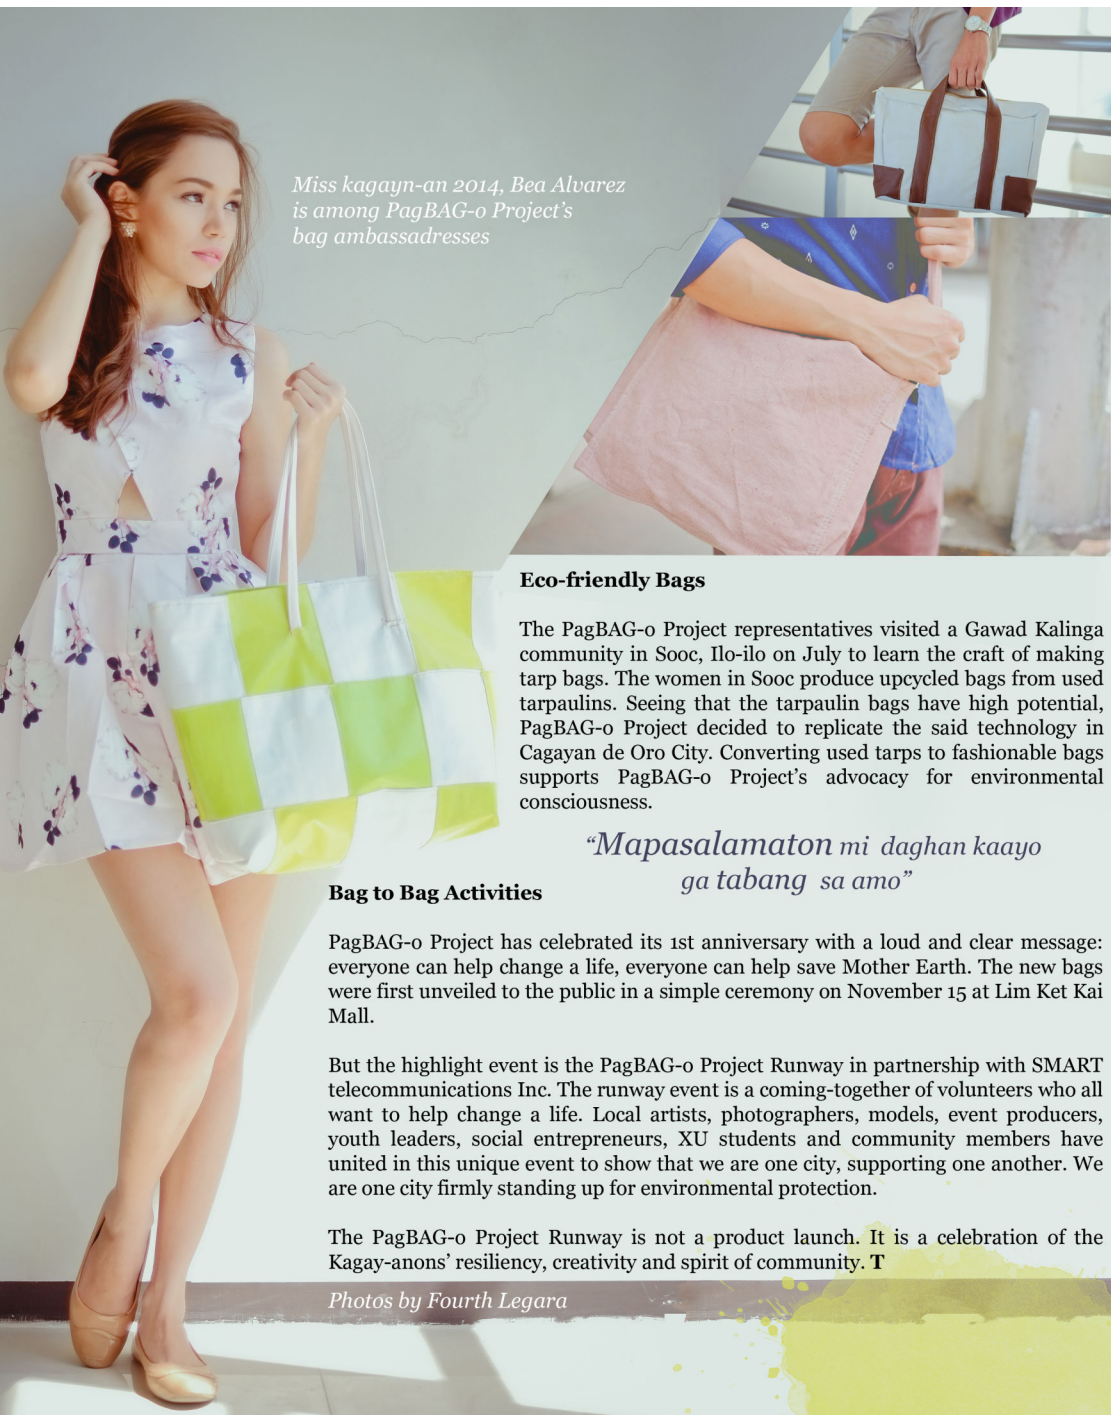 Miss kagayn-an 2014, Bea Alvarez
is among PagBAG-o Project's
bag ambassadresses
Eco-friendly Bags
The PagBAG-o Project representatives visited a Gawad Kalinga
community in Sooc, Ilo-ilo on July to learn the craft of making
tarp bags. The women in Sooc produce upcycled bags from used
tarpaulins. Seeing that the tarpaulin bags have high potential,
PagBAG-o Project decided to replicate the said technology in
Cagayan de Oro City. Converting used tarps to fashionable bags
supports PagBAG-o Project's advocacy for environmental
consciousness.
“Mapasalamaton mi daghan kaayo
ga tabang sa amo”
Bag to Bag Activities
PagBAG-o Project has celebrated its 1st anniversary with a loud and clear message:
everyone can help change a life, everyone can help save Mother Earth. The new bags
were first unveiled to the public in a simple ceremony on November 15 at Lim Ket Kai
Mall.
But the highlight event is the PagBAG-o Project Runway in partnership with SMART
telecommunications Inc. The runway event is a coming-together of volunteers who all
want to help change a life. Local artists, photographers, models, event producers,
youth leaders, social entrepreneurs, XU students and community members have
united in this unique event to show that we are one city, supporting one another. We
are one city firmly standing up for environmental protection.
The PagBAG-o Project Runway is not a product launch. It is a celebration of the
Kagay-anons' resiliency, creativity and spirit of community. T
Photos by Fourth Legara